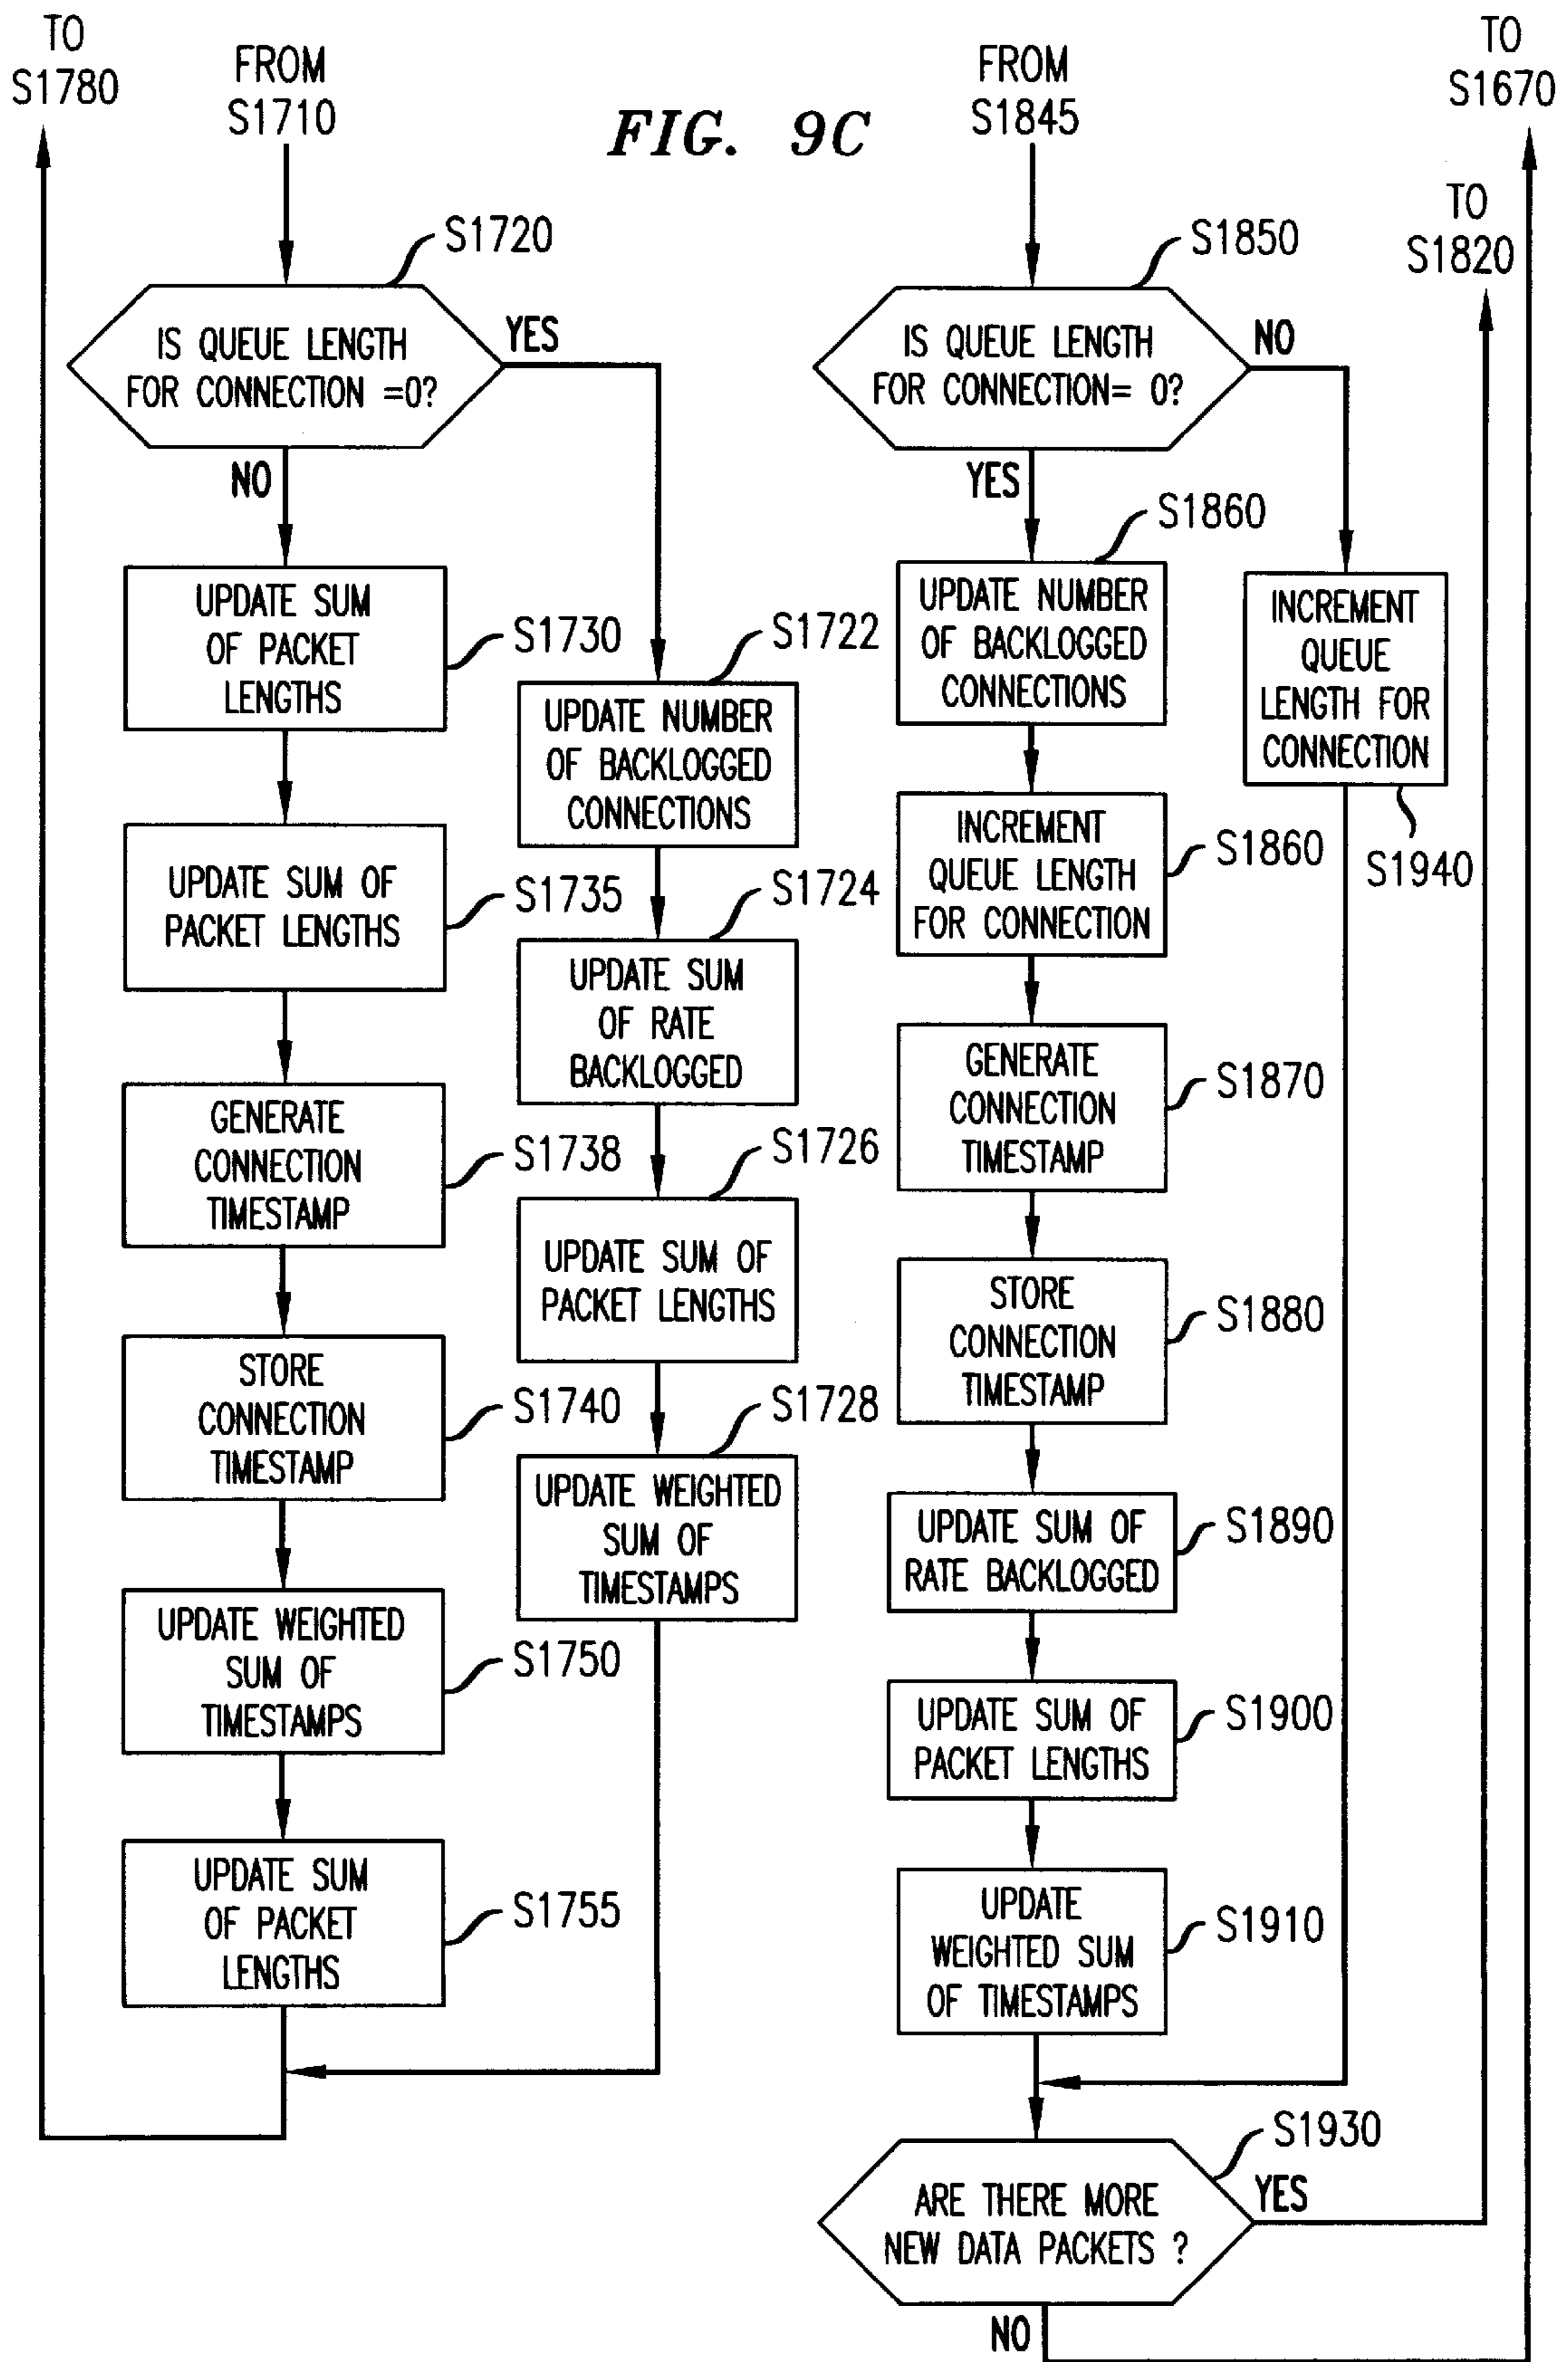 TO
S1780
FROM
S1710
FIG. 9C
FROM
S1845
TO
S1670
TO
S1820
S1720
IS QUEUE LENGTH
FOR CONNECTION =0?
YES
NO
UPDATE SUM
OF PACKET
LENGTHS
S1730
UPDATE SUM OF
PACKET LENGTHS
S1735
GENERATE
CONNECTION
TIMESTAMP
S1738
STORE
CONNECTION
TIMESTAMP
S1740
UPDATE WEIGHTED
SUM OF
TIMESTAMPS
S1750
UPDATE SUM
OF PACKET
LENGTHS
S1755
S1722
UPDATE NUMBER
OF BACKLOGGED
CONNECTIONS
S1724
UPDATE SUM
OF RATE
BACKLOGGED
S1726
UPDATE SUM OF
PACKET LENGTHS
S1728
UPDATE WEIGHTED
SUM OF
TIMESTAMPS
S1850
IS QUEUE LENGTH
FOR CONNECTION= 0?
NO
YES
S1860
UPDATE NUMBER
OF BACKLOGGED
CONNECTIONS
INCREMENT
QUEUE LENGTH
FOR CONNECTION
S1860
GENERATE
CONNECTION
TIMESTAMP
S1870
STORE
CONNECTION
TIMESTAMP
S1880
UPDATE SUM OF
RATE BACKLOGGED
S1890
UPDATE SUM OF
PACKET LENGTHS
S1900
UPDATE
WEIGHTED SUM
OF TIMESTAMPS
S1910
INCREMENT
QUEUE
LENGTH FOR
CONNECTION
S1940
S1930
ARE THERE MORE
NEW DATA PACKETS ?
YES
NO